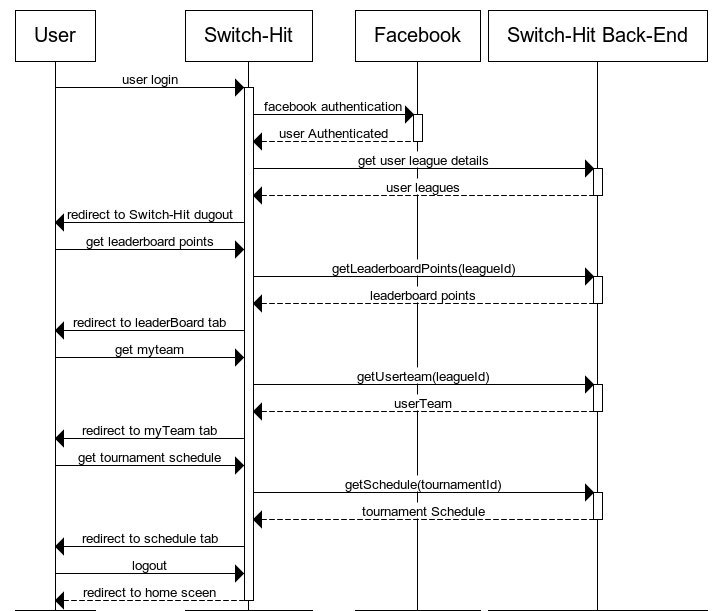 User
Switch-Hit
Facebook
Switch-Hit Back-End
user login
facebook authentication
user Authenticated
get user league details
user leagues
redirect to Switch-Hit dugout
get leaderboard points
getLeaderboardPoints(leagueId)
leaderboard points
redirect to leaderBoard tab
get myteam
getUserteam(leagueId)
userTeam
redirect to myTeam tab
get tournament schedule
getSchedule(tournamentId)
tournament Schedule
redirect to schedule tab
logout
redirect to home sceen